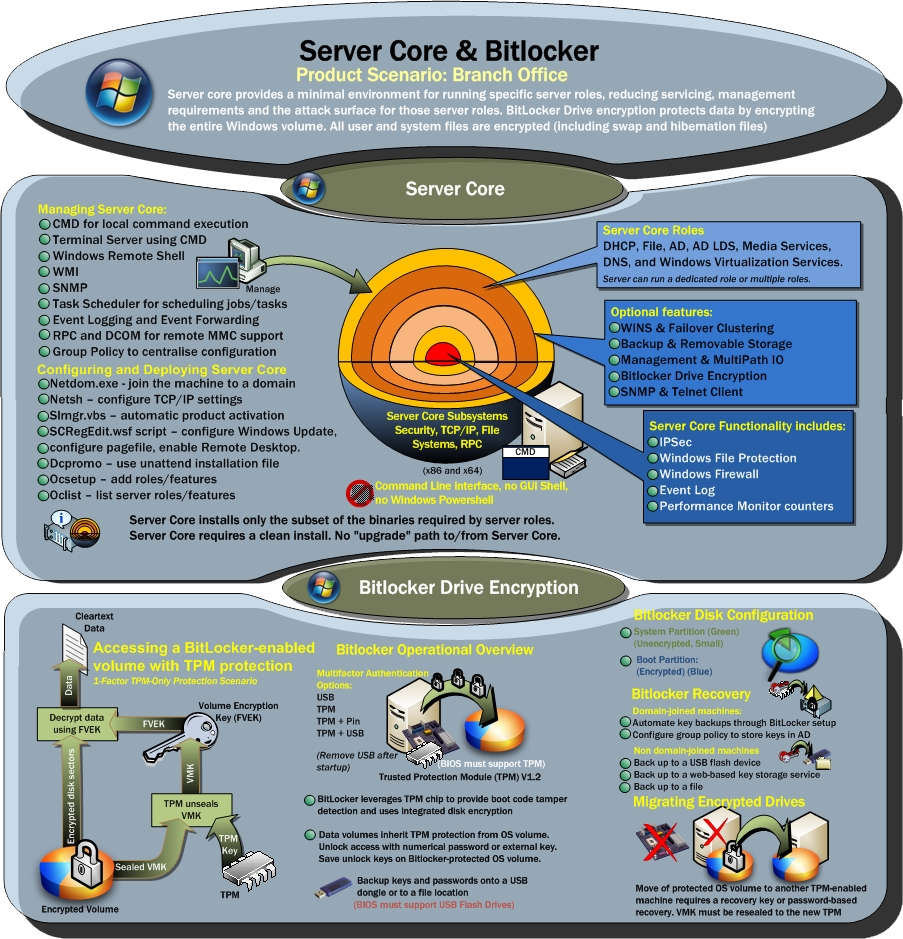 Server Core & Bitlocker
Product Scenario: Branch Office
Server core provides a minimal environment for running specific server roles, reducing servicing, management
requirements and the attack surface for those server roles. BitLocker Drive encryption protects data by encrypting
the entire Windows volume. All user and system files are encrypted (including swap and hibernation files)
Server Core
Managing Server Core:
CMD for local command execution
Terminal Server using CMD
Windows Remote Shell
WMI
SNMP
Task Scheduler for scheduling jobs/tasks
Event Logging and Event Forwarding
RPC and DCOM for remote MMC support
Group Policy to centralise configuration
Configuring and Deploying Server Core
Netdom.exe - join the machine to a domain
Netsh – configure TCP/IP settings
Slmgr.vbs – automatic product activation
SCRegEdit.wsf script – configure Windows Update,
configure pagefile, enable Remote Desktop.
Dcpromo – use unattend installation file
Ocsetup – add roles/features
Oclist – list server roles/features
Manage
Server Core Subsystems
Security, TCP/IP, File
Systems, RPC
(x86 and x64)
CMD
Command Line Interface, no GUI Shell,
no Windows Powershell
Server Core Roles
DHCP, File, AD, AD LDS, Media Services,
DNS, and Windows Virtualization Services.
Server can run a dedicated role or multiple roles.
Optional features:
WINS & Failover Clustering
Backup & Removable Storage
Management & MultiPath IO
Bitlocker Drive Encryption
SNMP & Telnet Client
Server Core Functionality includes:
IPSec
Windows File Protection
Windows Firewall
Event Log
Performance Monitor counters
Server Core installs only the subset of the binaries required by server roles.
Server Core requires a clean install. No "upgrade" path to/from Server Core.
Bitlocker Drive Encryption
Cleartext
Data
Accessing a BitLocker-enabled
volume with TPM protection
1-Factor TPM-Only Protection Scenario
Data
Decrypt data
using FVEK
FVEK
Volume Encryption
Key (FVEK)
VMK
Encrypted disk sectors
TPM unseals
VMK
TPM
Key
Sealed VMK
TPM
Encrypted Volume
Bitlocker Operational Overview
Multifactor Authentication
Options:
USB
TPM
TPM + Pin
TPM + USB
(Remove USB after
startup)
(BIOS must support TPM)
Trusted Protection Module (TPM) V1.2
BitLocker leverages TPM chip to provide boot code tamper
detection and uses integrated disk encryption
Data volumes inherit TPM protection from OS volume.
Unlock access with numerical password or external key.
Save unlock keys on Bitlocker-protected OS volume.
Backup keys and passwords onto a USB
dongle or to a file location
(BIOS must support USB Flash Drives)
Bitlocker Disk Configuration
System Partition (Green)
(Unencrypted, Small)
Boot Partition:
(Encrypted) (Blue)
Bitlocker Recovery
Domain-joined machines:
Automate key backups through BitLocker setup
Configure group policy to store keys in AD
Non domain-joined machines
Back up to a USB flash device
Back up to a web-based key storage service
Back up to a file
Migrating Encrypted Drives
Move of protected OS volume to another TPM-enabled
machine requires a recovery key or password-based
recovery. VMK must be resealed to the new TPM